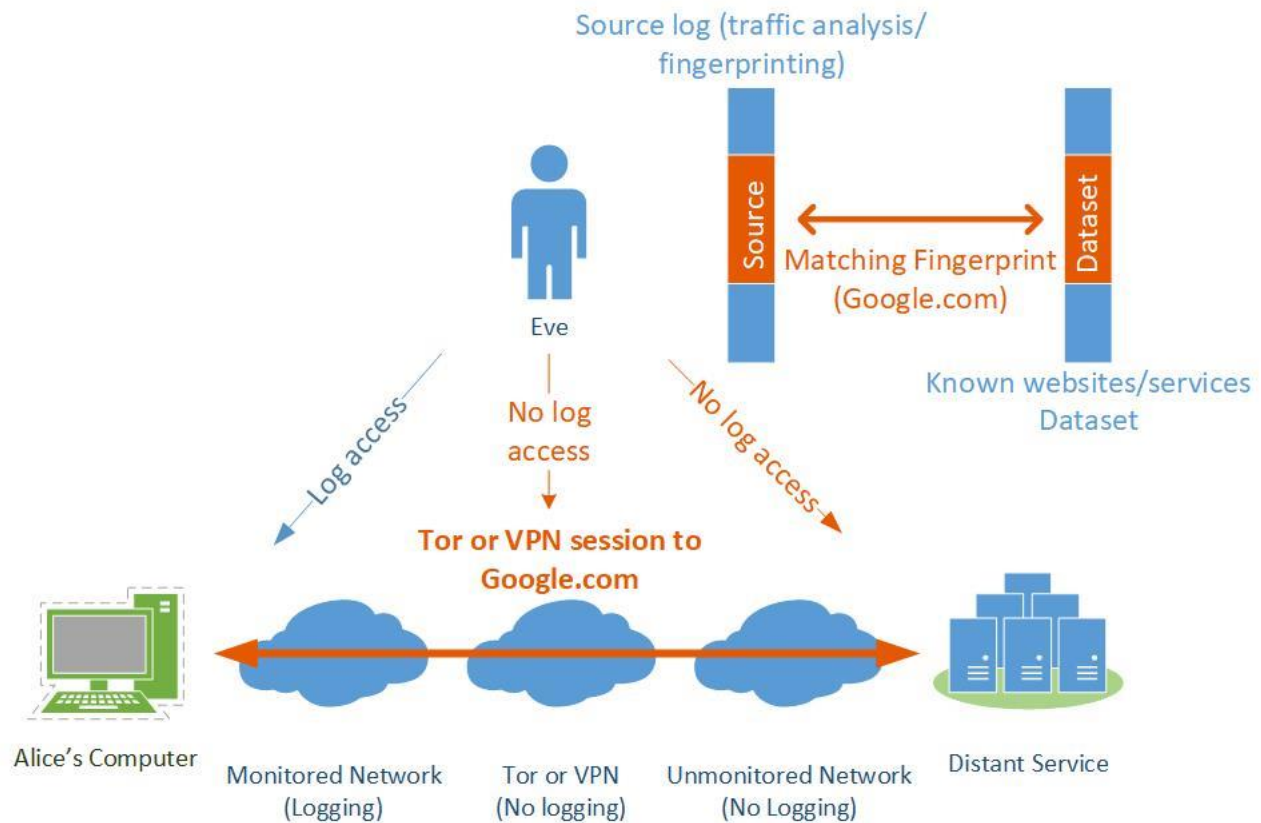 Source log (traffic analysis/
fingerprinting)
Source
Dataset
Matching Fingerprint
(Google.com)
Eve
Known websites/services
Dataset
Log access
No log
access
No log access
Tor or VPN session to
Google.com
Alice's Computer
Monitored Network
(Logging)
Tor or VPN
(No logging)
Unmonitored Network
(No Logging)
Distant Service